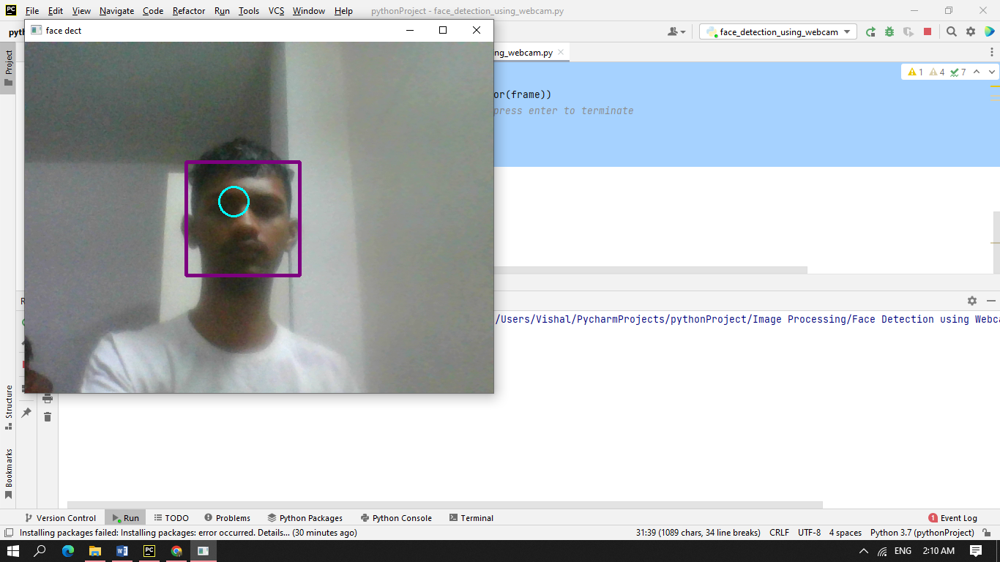 File Edit View Navigate Code Refactor Run Tools VCS Window Help pythonProject - face_detection_using_webcam.py
face_detection_using_webcam
face dect
ng_webcam.py
Project
1 4 7
or(frame))
press enter to terminate
/Users/Vishal/PycharmProjects/pythonProject/Image Processing/Face Detection using Webc
Structure
Bookmarks
Version Control Run TODO Problems Python Packages Python Console Terminal 1 Event Log
Installing packages failed: Installing packages: error occurred. Details... (30 minutes ago) 31:39 (1089 chars, 34 line breaks) CRLF UTF-8 4 spaces Python 3.7 (pythonProject)
ENG 2:10 AM